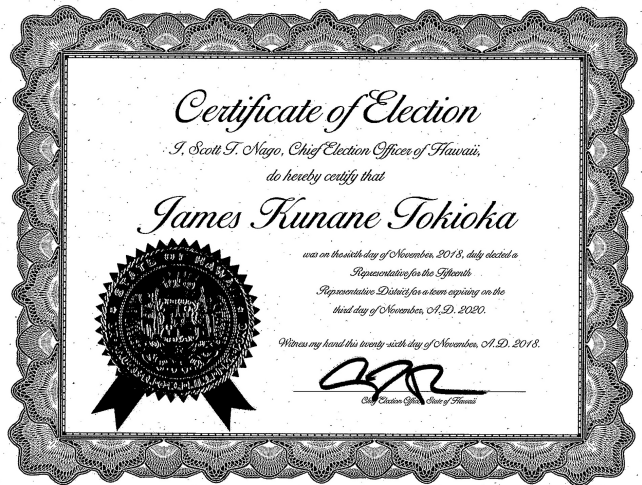 Certificate of Election
I, Scott T. Nago, Chief Election Officer of Hawaii,
do hereby certify that
James Kunane Tokioka
was on the sixth day of November, 2018, duly elected a
Representative for the Fifteenth
Representative District for a term expiring on the
third day of November, A.D. 2020.
Witness my hand this twenty-sixth day of November, A.D. 2018.
Chief Election Officer, State of Hawaii
STATE OF HAWAII